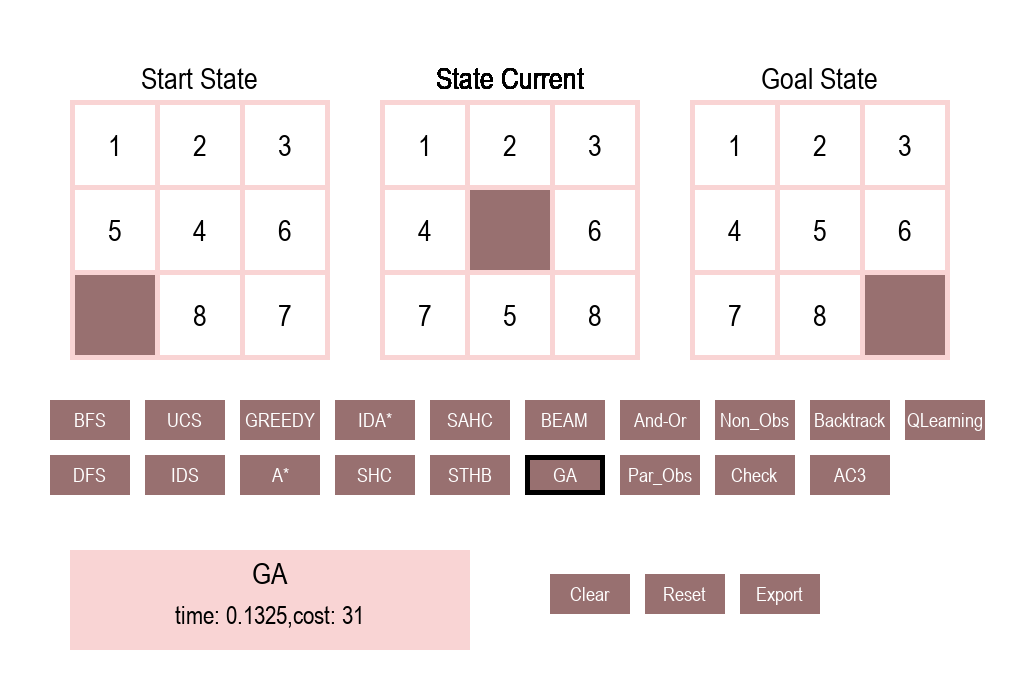 Start State State Current Goal State
1 2 3 1 2 3 1 2 3
5 4 6 4 6 4 5 6
8 7 7 5 8 7 8
BFS UCS GREEDY IDA* SAHC BEAM And-Or Non_Obs Backtrack QLearning
DFS IDS A* SHC STHB GA Par_Obs Check AC3
GA
time: 0.1325,cost: 31
Clear Reset Export